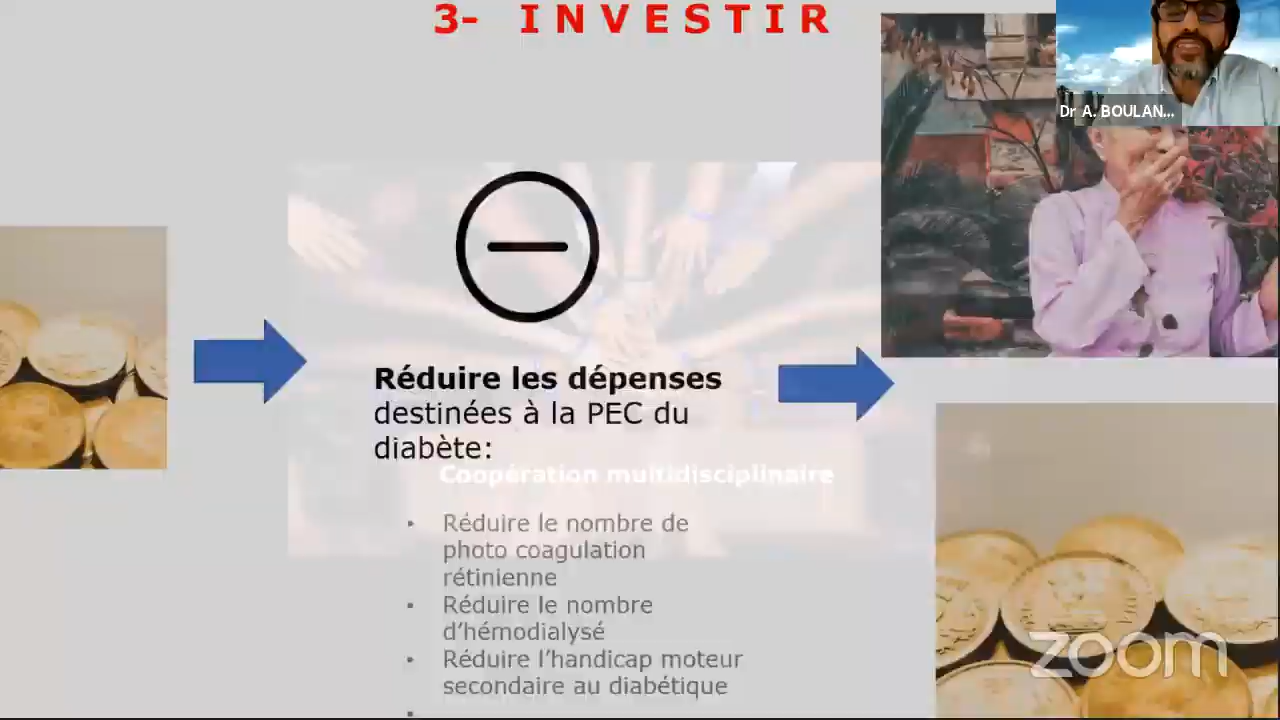 3- INVESTIR
Dr A. BOULAN...
Réduire les dépenses
destinées à la PEC du
diabète:
Coopération multidisciplinaire
Réduire le nombre de
photo coagulation
rétinienne
Réduire le nombre
d’hémodialysé
Réduire l’handicap moteur
secondaire au diabétique
zoom